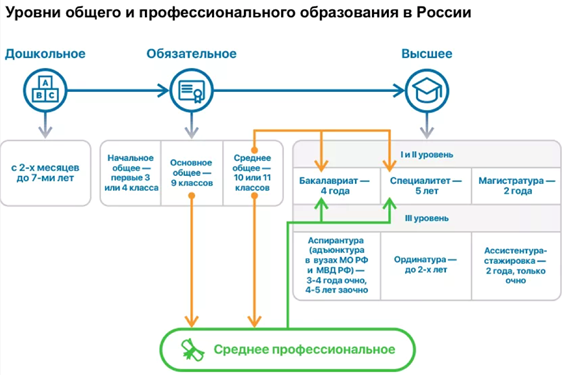 Уровни общего и профессионального образования в России
Дошкольное
Обязательное
Высшее
A
B C
с 2-х месяцев
до 7-ми лет
Начальное
общее —
первые 3
или 4 класса
Основное
общее —
9 классов
Среднее
общее —
10 или 11
классов
I и II уровень
Бакалавриат —
4 года
Специалитет —
5 лет
Магистратура —
2 года
III уровень
Аспирантура
(адъюнктура
в вузах МО РФ
и МВД РФ) —
3-4 года очно,
4-5 лет заочно
Ординатура —
до 2-х лет
Ассистентура-
стажировка —
2 года, только
очно
Среднее профессиональное